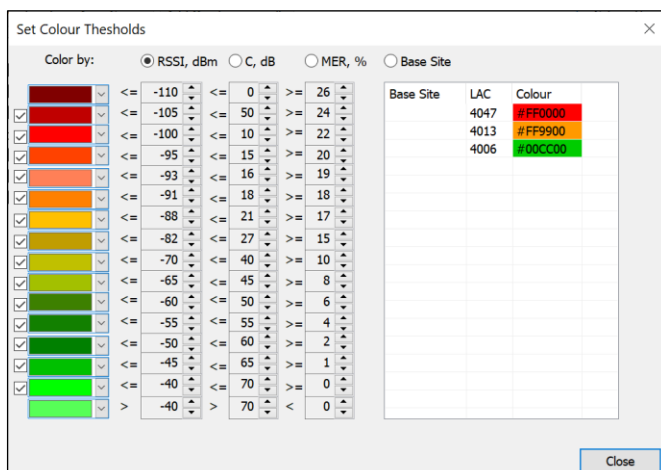 Set Colour Thesholds
Color by: RSSI, dBm C, dB MER, % Base Site
<= -110 <= 0 >= 26
<= -105 <= 50 >= 24
<= -100 <= 10 >= 22
<= -95 <= 15 >= 20
<= -93 <= 16 >= 19
<= -91 <= 18 >= 18
<= -88 <= 21 >= 17
<= -82 <= 27 >= 15
<= -70 <= 40 >= 10
<= -65 <= 45 >= 8
<= -60 <= 50 >= 6
<= -55 <= 55 >= 4
<= -50 <= 60 >= 2
<= -45 <= 65 >= 1
<= -40 <= 70 >= 0
> -40 > 70 < 0
Base Site LAC Colour
4047 #FF0000
4013 #FF9900
4006 #00CC00
Close